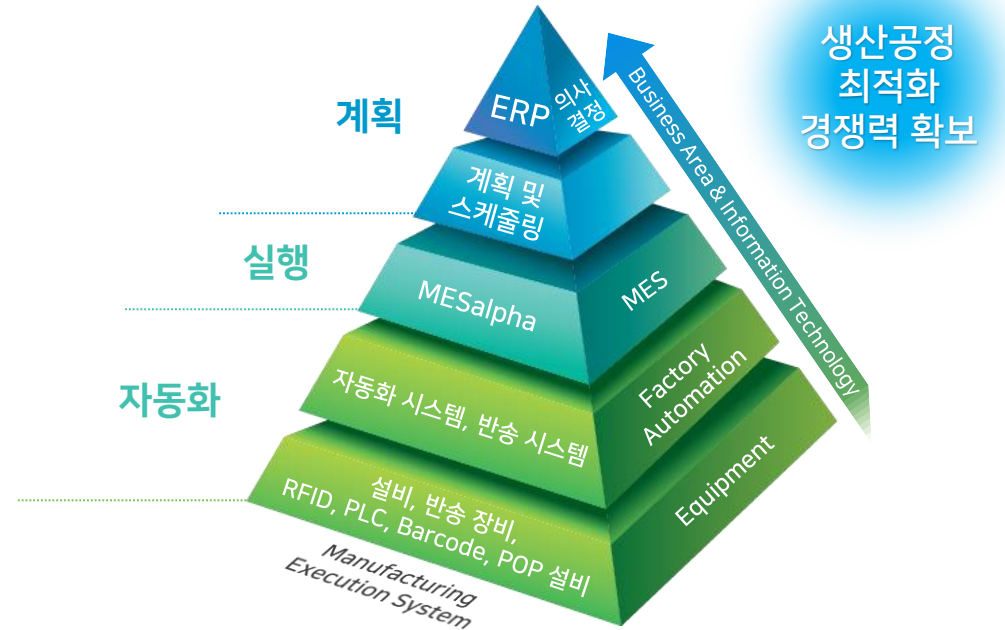 생산공정
최적화
경쟁력 확보
Business Area & Information Technology
계획
ERP
의사
결정
계획 및
스케줄링
실행
MESalpha
MES
자동화
자동화 시스템, 반송 시스템
Factory
Automation
설비, 반송 장비,
RFID, PLC, Barcode, POP 설비
Equipment
Manufacturing
Execution System